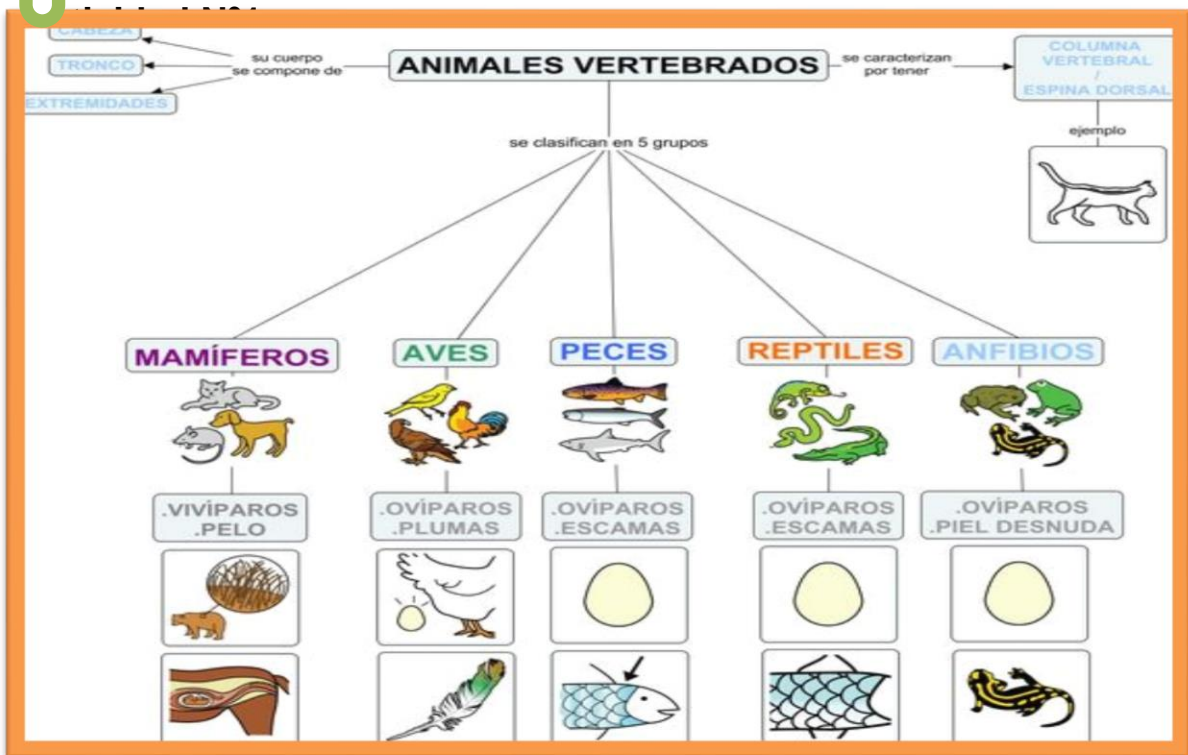 CABEZA
TRONCO
EXTREMIDADES
su cuerpo
se compone de
ANIMALES VERTEBRADOS
se caracterizan
por tener
COLUMNA
VERTEBRAL
/
ESPINA DORSAL
ejemplo
se clasifican en 5 grupos
MAMÍFEROS
AVES
PECES
REPTILES
ANFIBIOS
.VIVÍPAROS
.PELO
.OVÍPAROS
.PLUMAS
.OVÍPAROS
.ESCAMAS
.OVÍPAROS
.ESCAMAS
.OVÍPAROS
.PIEL DESNUDA